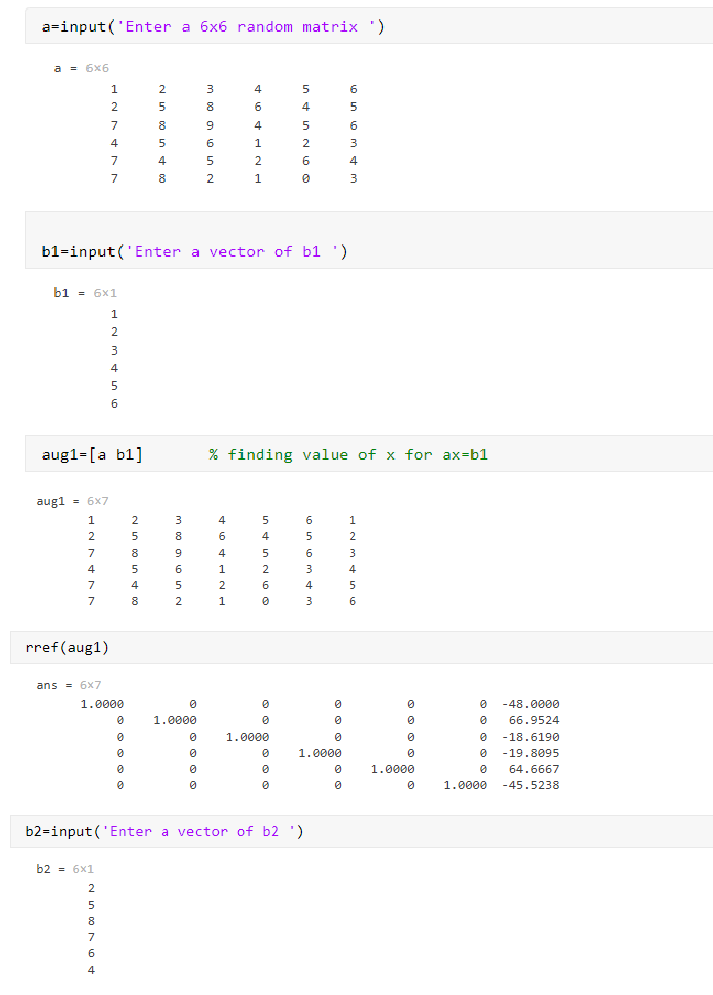 a=input('Enter a 6x6 random matrix ')
a = 6×6
1 2 3 4 5 6
2 5 8 6 4 5
7 8 9 4 5 6
4 5 6 1 2 3
7 4 5 2 6 4
7 8 2 1 0 3
b1=input('Enter a vector of b1 ')
b1 = 6×1
1
2
3
4
5
6
aug1=[a b1] % finding value of x for ax=b1
aug1 = 6×7
1 2 3 4 5 6 1
2 5 8 6 4 5 2
7 8 9 4 5 6 3
4 5 6 1 2 3 4
7 4 5 2 6 4 5
7 8 2 1 0 3 6
rref(aug1)
ans = 6×7
1.0000 0 0 0 0 0 -48.0000
0 1.0000 0 0 0 0 66.9524
0 0 1.0000 0 0 0 -18.6190
0 0 0 1.0000 0 0 -19.8095
0 0 0 0 1.0000 0 64.6667
0 0 0 0 0 1.0000 -45.5238
b2=input('Enter a vector of b2 ')
b2 = 6×1
2
5
8
7
6
4